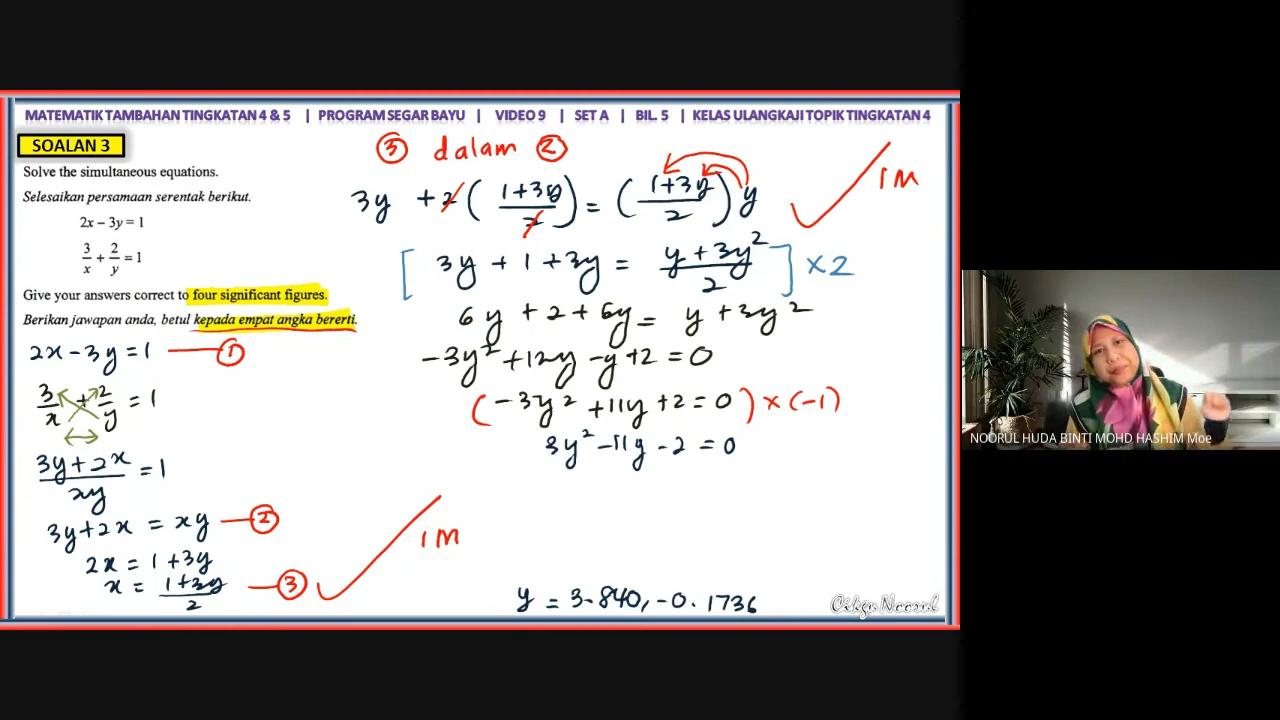 MATEMATIK TAMBAHAN TINGKATAN 4 & 5 | PROGRAM SEGAR BAYU | VIDEO 9 | SET A | BIL. 5 | KELAS ULANGKAJI TOPIK TINGKATAN 4
SOALAN 3
Solve the simultaneous equations.
Selesaikan persamaan serentak berikut.
2x – 3y = 1
3/x + 2/y = 1
Give your answers correct to four significant figures.
Berikan jawapan anda, betul kepada empat angka bererti.
2x - 3y = 1 —— ①
3/x + 2/y = 1
(3y + 2x)/xy = 1
3y + 2x = xy —— ②
2x = 1 + 3y
x = (1 + 3y)/2 —— ③
1M
③ dalam ②
3y + 2((1+3y)/2) = ((1+3y)/2)y
1M
[3y + 1 + 3y = (y + 3y²)/2] × 2
6y + 2 + 6y = y + 3y²
-3y² + 12y - y + 2 = 0
(-3y² + 11y + 2 = 0) × (-1)
3y² - 11y - 2 = 0
y = 3.840, -0.1736
Cikgu Noorul
NOORUL HUDA BINTI MOHD HASHIM Moe